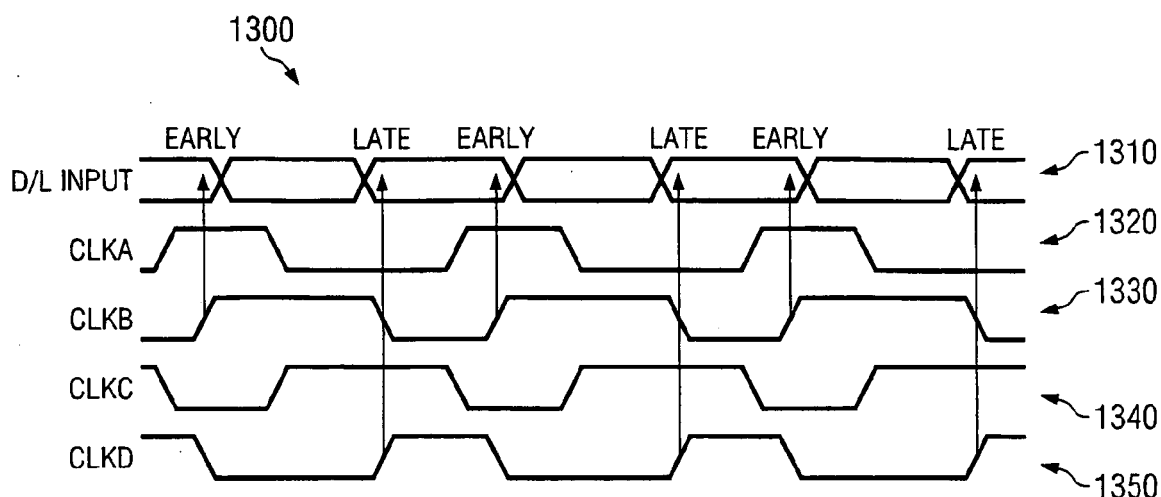 1300
EARLY LATE EARLY LATE EARLY LATE
D/L INPUT 1310
CLKA 1320
CLKB 1330
CLKC 1340
CLKD 1350